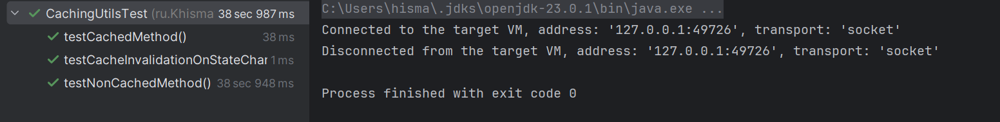 CachingUtilsTest (ru.Khisma 38 sec 987 ms
testCachedMethod() 38 ms
testCacheInvalidationOnStateChar 1 ms
testNonCachedMethod() 38 sec 948 ms
C:\Users\hisma\.jdks\openjdk-23.0.1\bin\java.exe ...
Connected to the target VM, address: '127.0.0.1:49726', transport: 'socket'
Disconnected from the target VM, address: '127.0.0.1:49726', transport: 'socket'
Process finished with exit code 0